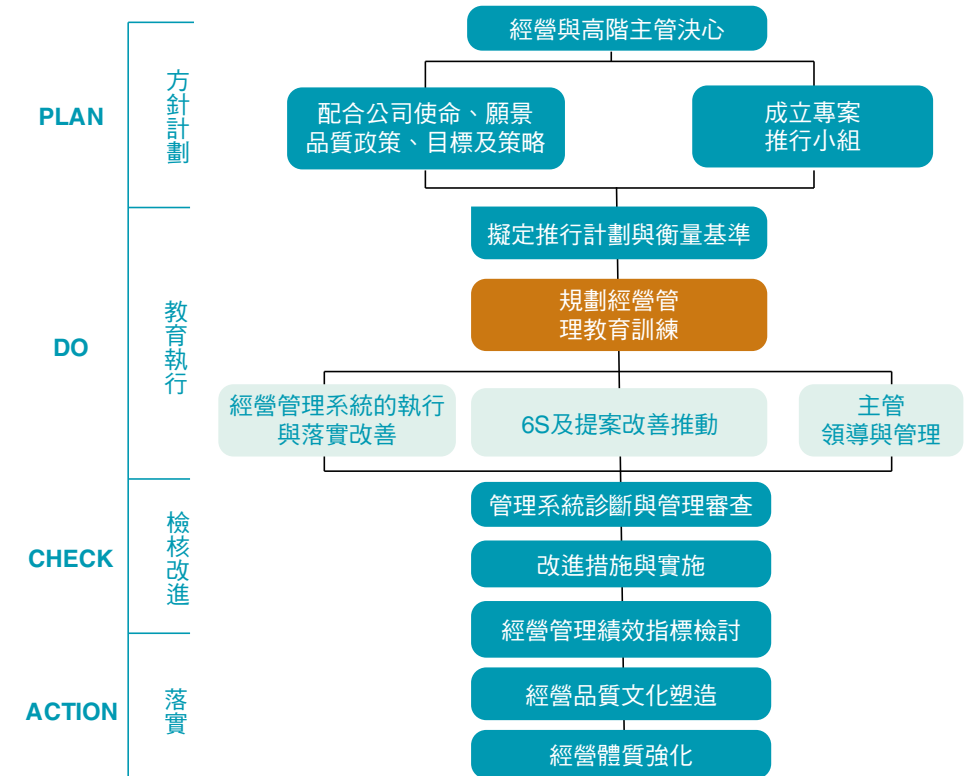 經營與高階主管決心
PLAN
方針計劃
配合公司使命、願景
品質政策、目標及策略
成立專案
推行小組
DO
教育執行
擬定推行計劃與衡量基準
規劃經營管
理教育訓練
經營管理系統的執行
與落實改善
6S及提案改善推動
主管
領導與管理
CHECK
檢核改進
管理系統診斷與管理審查
改進措施與實施
經營管理績效指標檢討
ACTION
落實
經營品質文化塑造
經營體質強化